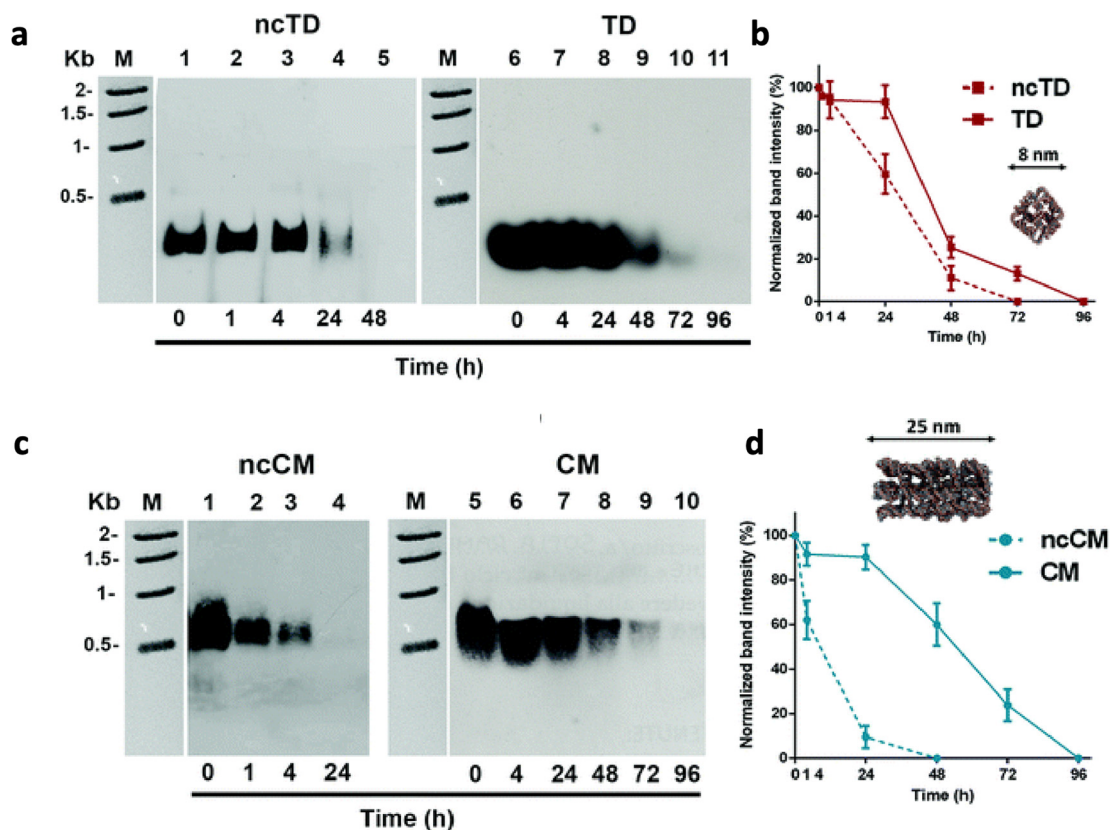 a
ncTD
TD
Kb M 1 2 3 4 5
M 6 7 8 9 10 11
2-
1.5-
1-
0.5-
0 1 4 24 48
0 4 24 48 72 96
Time (h)
b
Normalized band intensity (%)
100
80
60
40
20
0
ncTD
TD
8 nm
0 1 4 24 48 72 96
Time (h)
c
ncCM
CM
Kb M 1 2 3 4
M 5 6 7 8 9 10
2-
1.5-
1-
0.5-
ENUTE:
0 1 4 24
0 4 24 48 72 96
Time (h)
d
25 nm
Normalized band intensity (%)
100
80
60
40
20
0
ncCM
CM
0 1 4 24 48 72 96
Time (h)